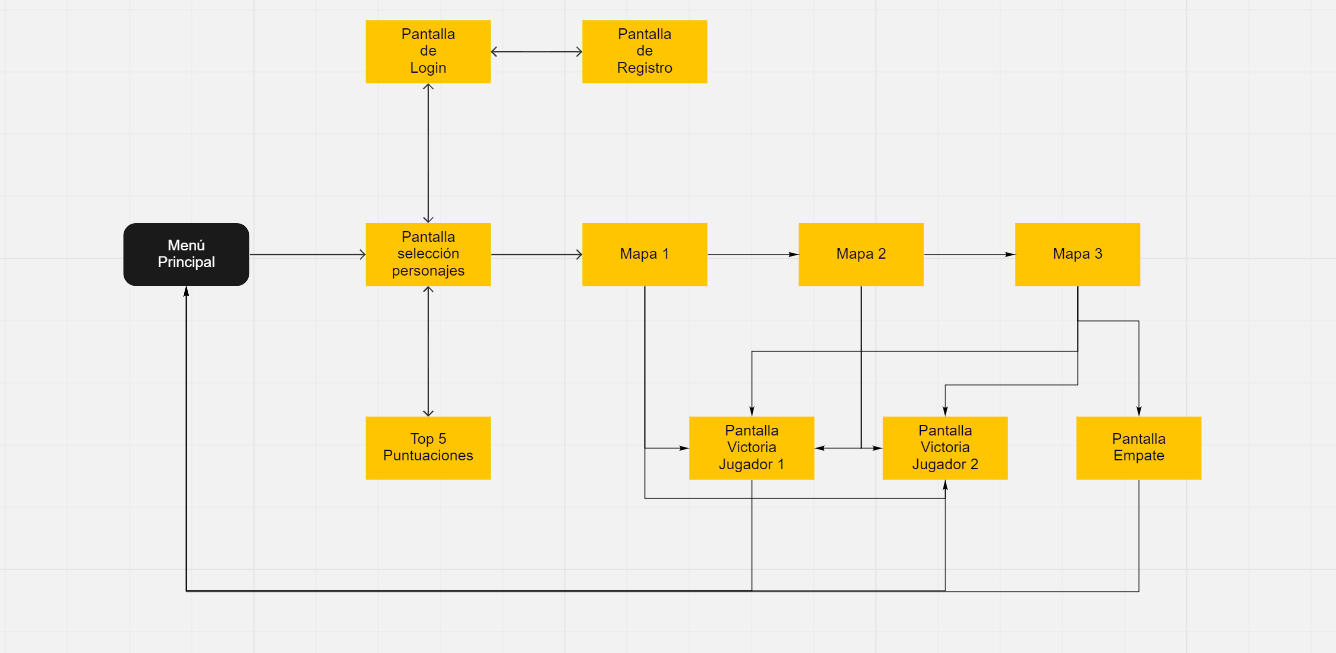 Pantalla
de
Login
Pantalla
de
Registro
Menú
Principal
Pantalla
selección
personajes
Mapa 1
Mapa 2
Mapa 3
Top 5
Puntuaciones
Pantalla
Victoria
Jugador 1
Pantalla
Victoria
Jugador 2
Pantalla
Empate